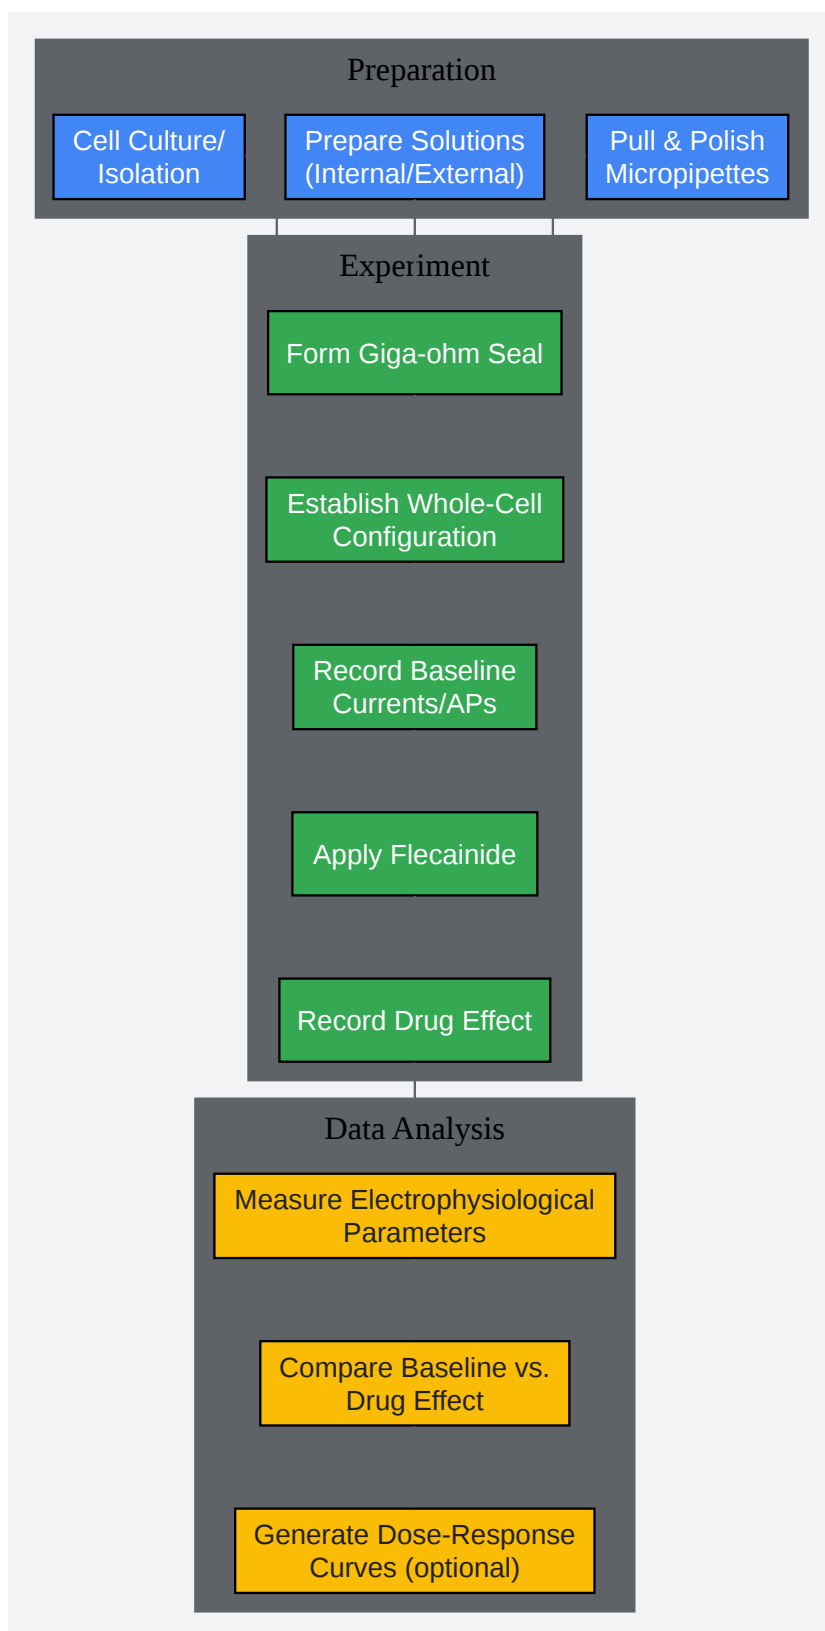 Preparation
Cell Culture/
Isolation
Prepare Solutions
(Internal/External)
Pull & Polish
Micropipettes
Experiment
Form Giga-ohm Seal
Establish Whole-Cell
Configuration
Record Baseline
Currents/APs
Apply Flecainide
Record Drug Effect
Data Analysis
Measure Electrophysiological
Parameters
Compare Baseline vs.
Drug Effect
Generate Dose-Response
Curves (optional)